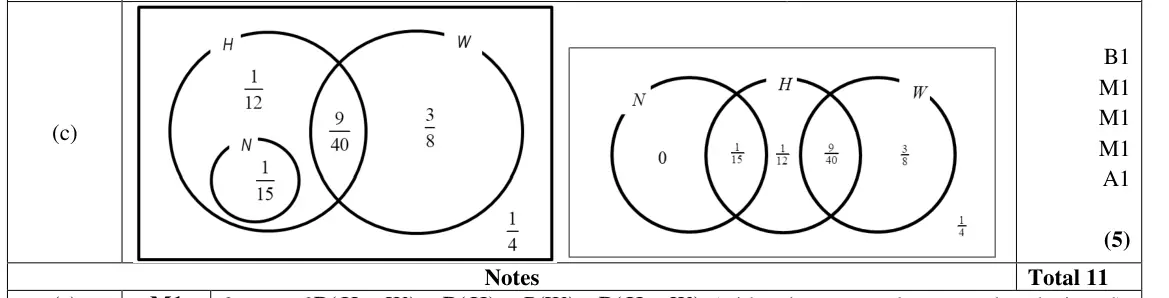 (c)
H
W
1/12
9/40
3/8
N
1/15
1/4
N
H
W
0
1/15
1/12
9/40
3/8
1/4
B1
M1
M1
M1
A1
(5)
Notes
Total 11